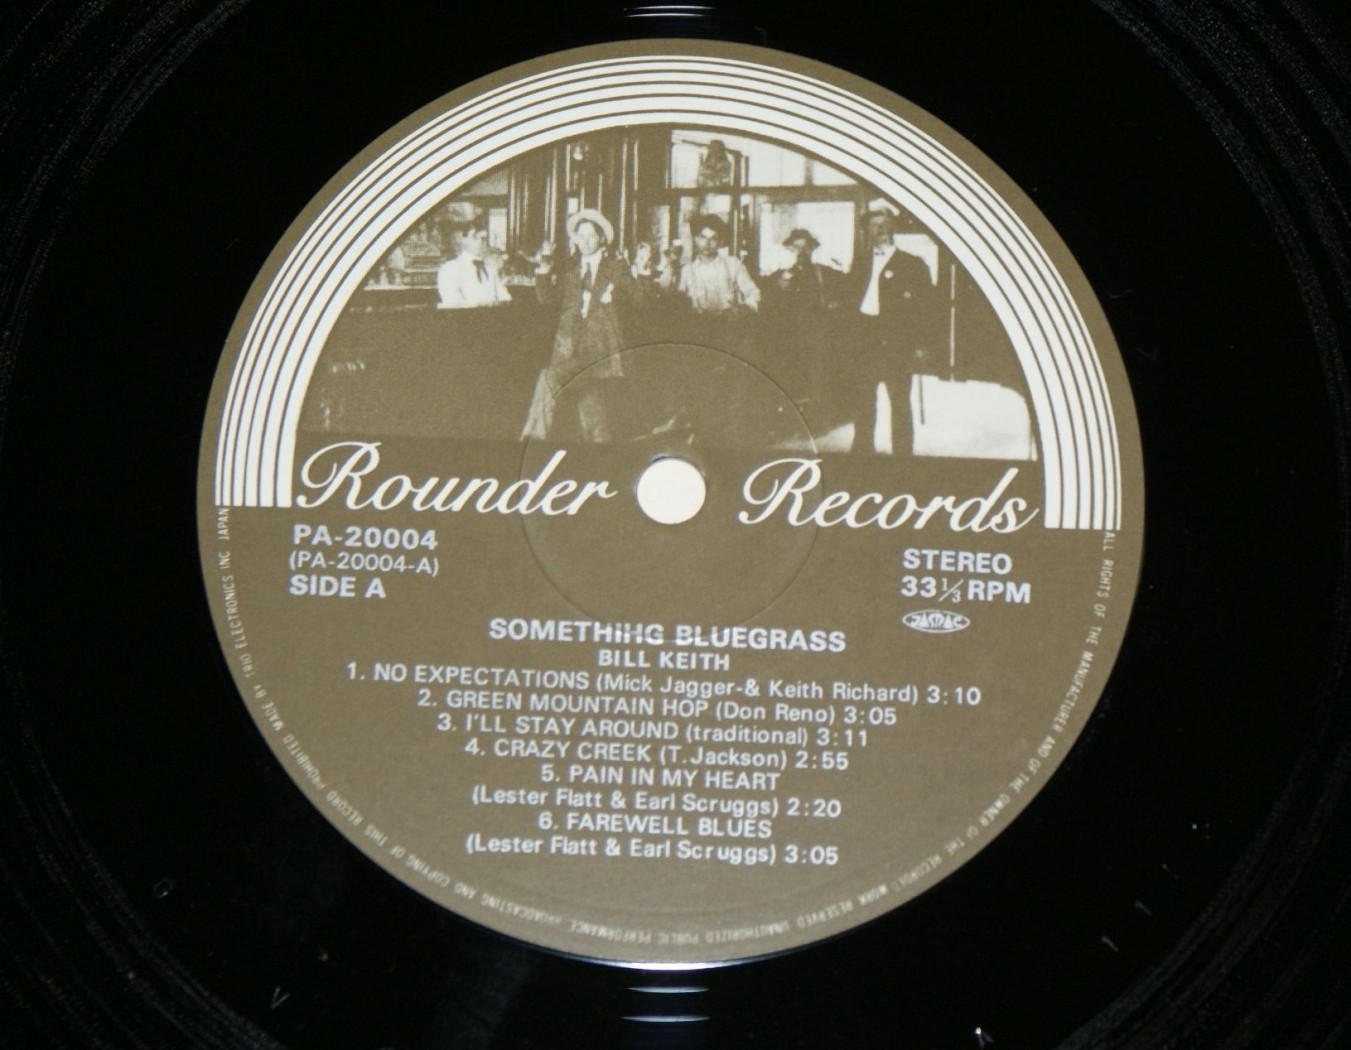 Rounder Records
PA-20004
(PA-20004-A)
SIDE A
STEREO
33⅓ RPM
JASRAC
SOMETHIHG BLUEGRASS
BILL KEITH
1. NO EXPECTATIONS (Mick Jagger-& Keith Richard) 3:10
2. GREEN MOUNTAIN HOP (Don Reno) 3:05
3. I'LL STAY AROUND (traditional) 3:11
4. CRAZY CREEK (T.Jackson) 2:55
5. PAIN IN MY HEART
(Lester Flatt & Earl Scruggs) 2:20
6. FAREWELL BLUES
(Lester Flatt & Earl Scruggs) 3:05
ALL RIGHTS OF THE MANUFACTURER AND OF THE OWNER OF THE RECORDED WORK RESERVED UNAUTHORIZED PUBLIC PERFORMANCE BROADCASTING AND COPYING OF THIS RECORD PROHIBITED MADE BY TRIO ELECTRONICS INC JAPAN